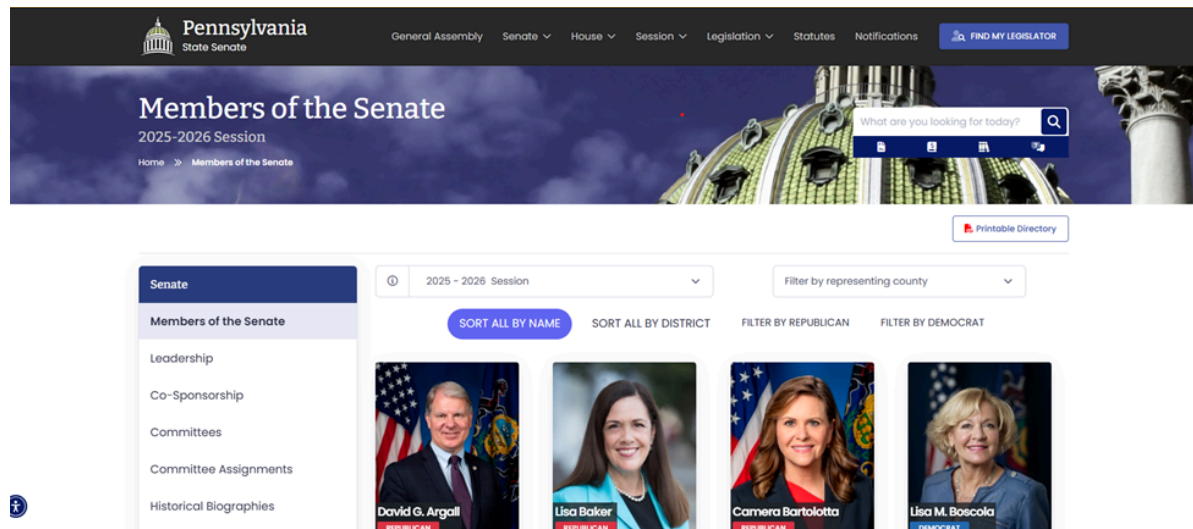 Pennsylvania
State Senate
General Assembly Senate House Session Legislation Statutes Notifications FIND MY LEGISLATOR
Members of the Senate
2025-2026 Session
Home » Members of the Senate
What are you looking for today?
Printable Directory
Senate
Members of the Senate
Leadership
Co-Sponsorship
Committees
Committee Assignments
Historical Biographies
2025 - 2026 Session
Filter by representing county
SORT ALL BY NAME SORT ALL BY DISTRICT FILTER BY REPUBLICAN FILTER BY DEMOCRAT
David G. Argall
REPUBLICAN
Lisa Baker
REPUBLICAN
Camera Bartolotta
REPUBLICAN
Lisa M. Boscola
DEMOCRAT